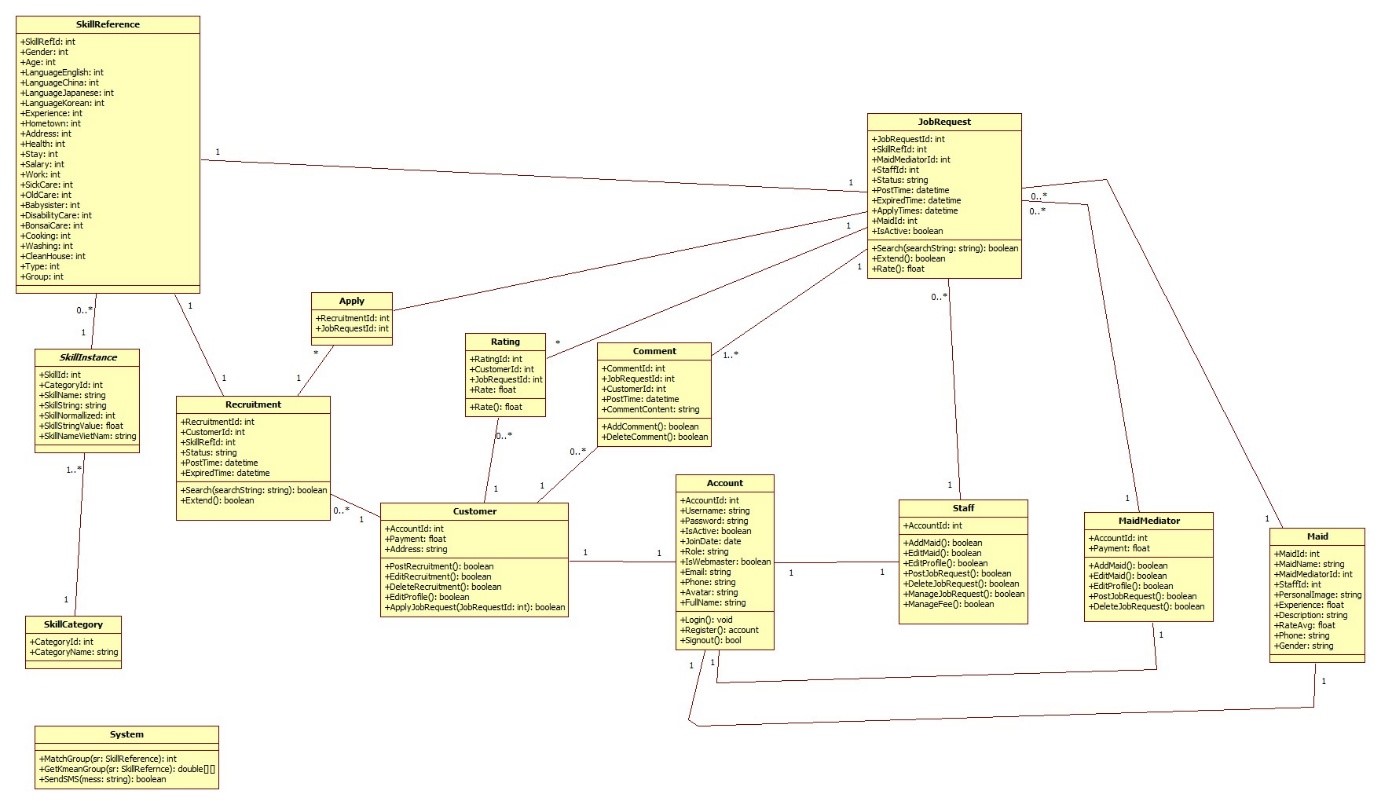 SkillReference
+SkillRefId: int
+Gender: int
+Age: int
+LanguageEnglish: int
+LanguageChina: int
+LanguageJapanese: int
+LanguageKorean: int
+Experience: int
+Hometown: int
+Address: int
+Health: int
+Stay: int
+Salary: int
+Work: int
+SickCare: int
+OldCare: int
+Babysister: int
+DisabilityCare: int
+BonsaiCare: int
+Cooking: int
+Washing: int
+CleanHouse: int
+Type: int
+Group: int
1
1
0..*
1
1
1
JobRequest
+JobRequestId: int
+SkillRefId: int
+MaidMediatorId: int
+StaffId: int
+Status: string
+PostTime: datetime
+ExpiredTime: datetime
+ApplyTimes: datetime
+MaidId: int
+IsActive: boolean
+Search(searchString: string): boolean
+Extend(): boolean
+Rate(): float
0..*
0..*
1
1
0..*
Apply
+RecruitmentId: int
+JobRequestId: int
*
1
Rating
+RatingId: int
+CustomerId: int
+JobRequestId: int
+Rate: float
+Rate(): float
*
0..*
1
Comment
+CommentId: int
+JobRequestId: int
+CustomerId: int
+PostTime: datetime
+CommentContent: string
+AddComment(): boolean
+DeleteComment(): boolean
1..*
0..*
1
SkillInstance
+SkillId: int
+CategoryId: int
+SkillName: string
+SkillString: string
+SkillNormallized: int
+SkillStringValue: float
+SkillNameVietNam: string
1..*
1
Recruitment
+RecruitmentId: int
+CustomerId: int
+SkillRefId: int
+Status: string
+PostTime: datetime
+ExpiredTime: datetime
+Search(searchString: string): boolean
+Extend(): boolean
0..*
1
Customer
+AccountId: int
+Payment: float
+Address: string
+PostRecruitment(): boolean
+EditRecruitment(): boolean
+DeleteRecruitment(): boolean
+EditProfile(): boolean
+ApplyJobRequest(JobRequestId: int): boolean
1
1
Account
+AccountId: int
+Username: string
+Password: string
+IsActive: boolean
+JoinDate: date
+Role: string
+IsWebmaster: boolean
+Email: string
+Phone: string
+Avatar: string
+FullName: string
+Login(): void
+Register(): account
+Signout(): bool
1
1
1
1
1
Staff
+AccountId: int
+AddMaid(): boolean
+EditMaid(): boolean
+EditProfile(): boolean
+PostJobRequest(): boolean
+DeleteJobRequest(): boolean
+ManageJobRequest(): boolean
+ManageFee(): boolean
1
MaidMediator
+AccountId: int
+Payment: float
+AddMaid(): boolean
+EditMaid(): boolean
+EditProfile(): boolean
+PostJobRequest(): boolean
+DeleteJobRequest(): boolean
1
1
Maid
+MaidId: int
+MaidName: string
+MaidMediatorId: int
+StaffId: int
+PersonalImage: string
+Experience: float
+Description: string
+RateAvg: float
+Phone: string
+Gender: string
1
SkillCategory
+CategoryId: int
+CategoryName: string
System
+MatchGroup(sr: SkillReference): int
+GetKmeanGroup(sr: SkillRefernce): double[][]
+SendSMS(mess: string): boolean